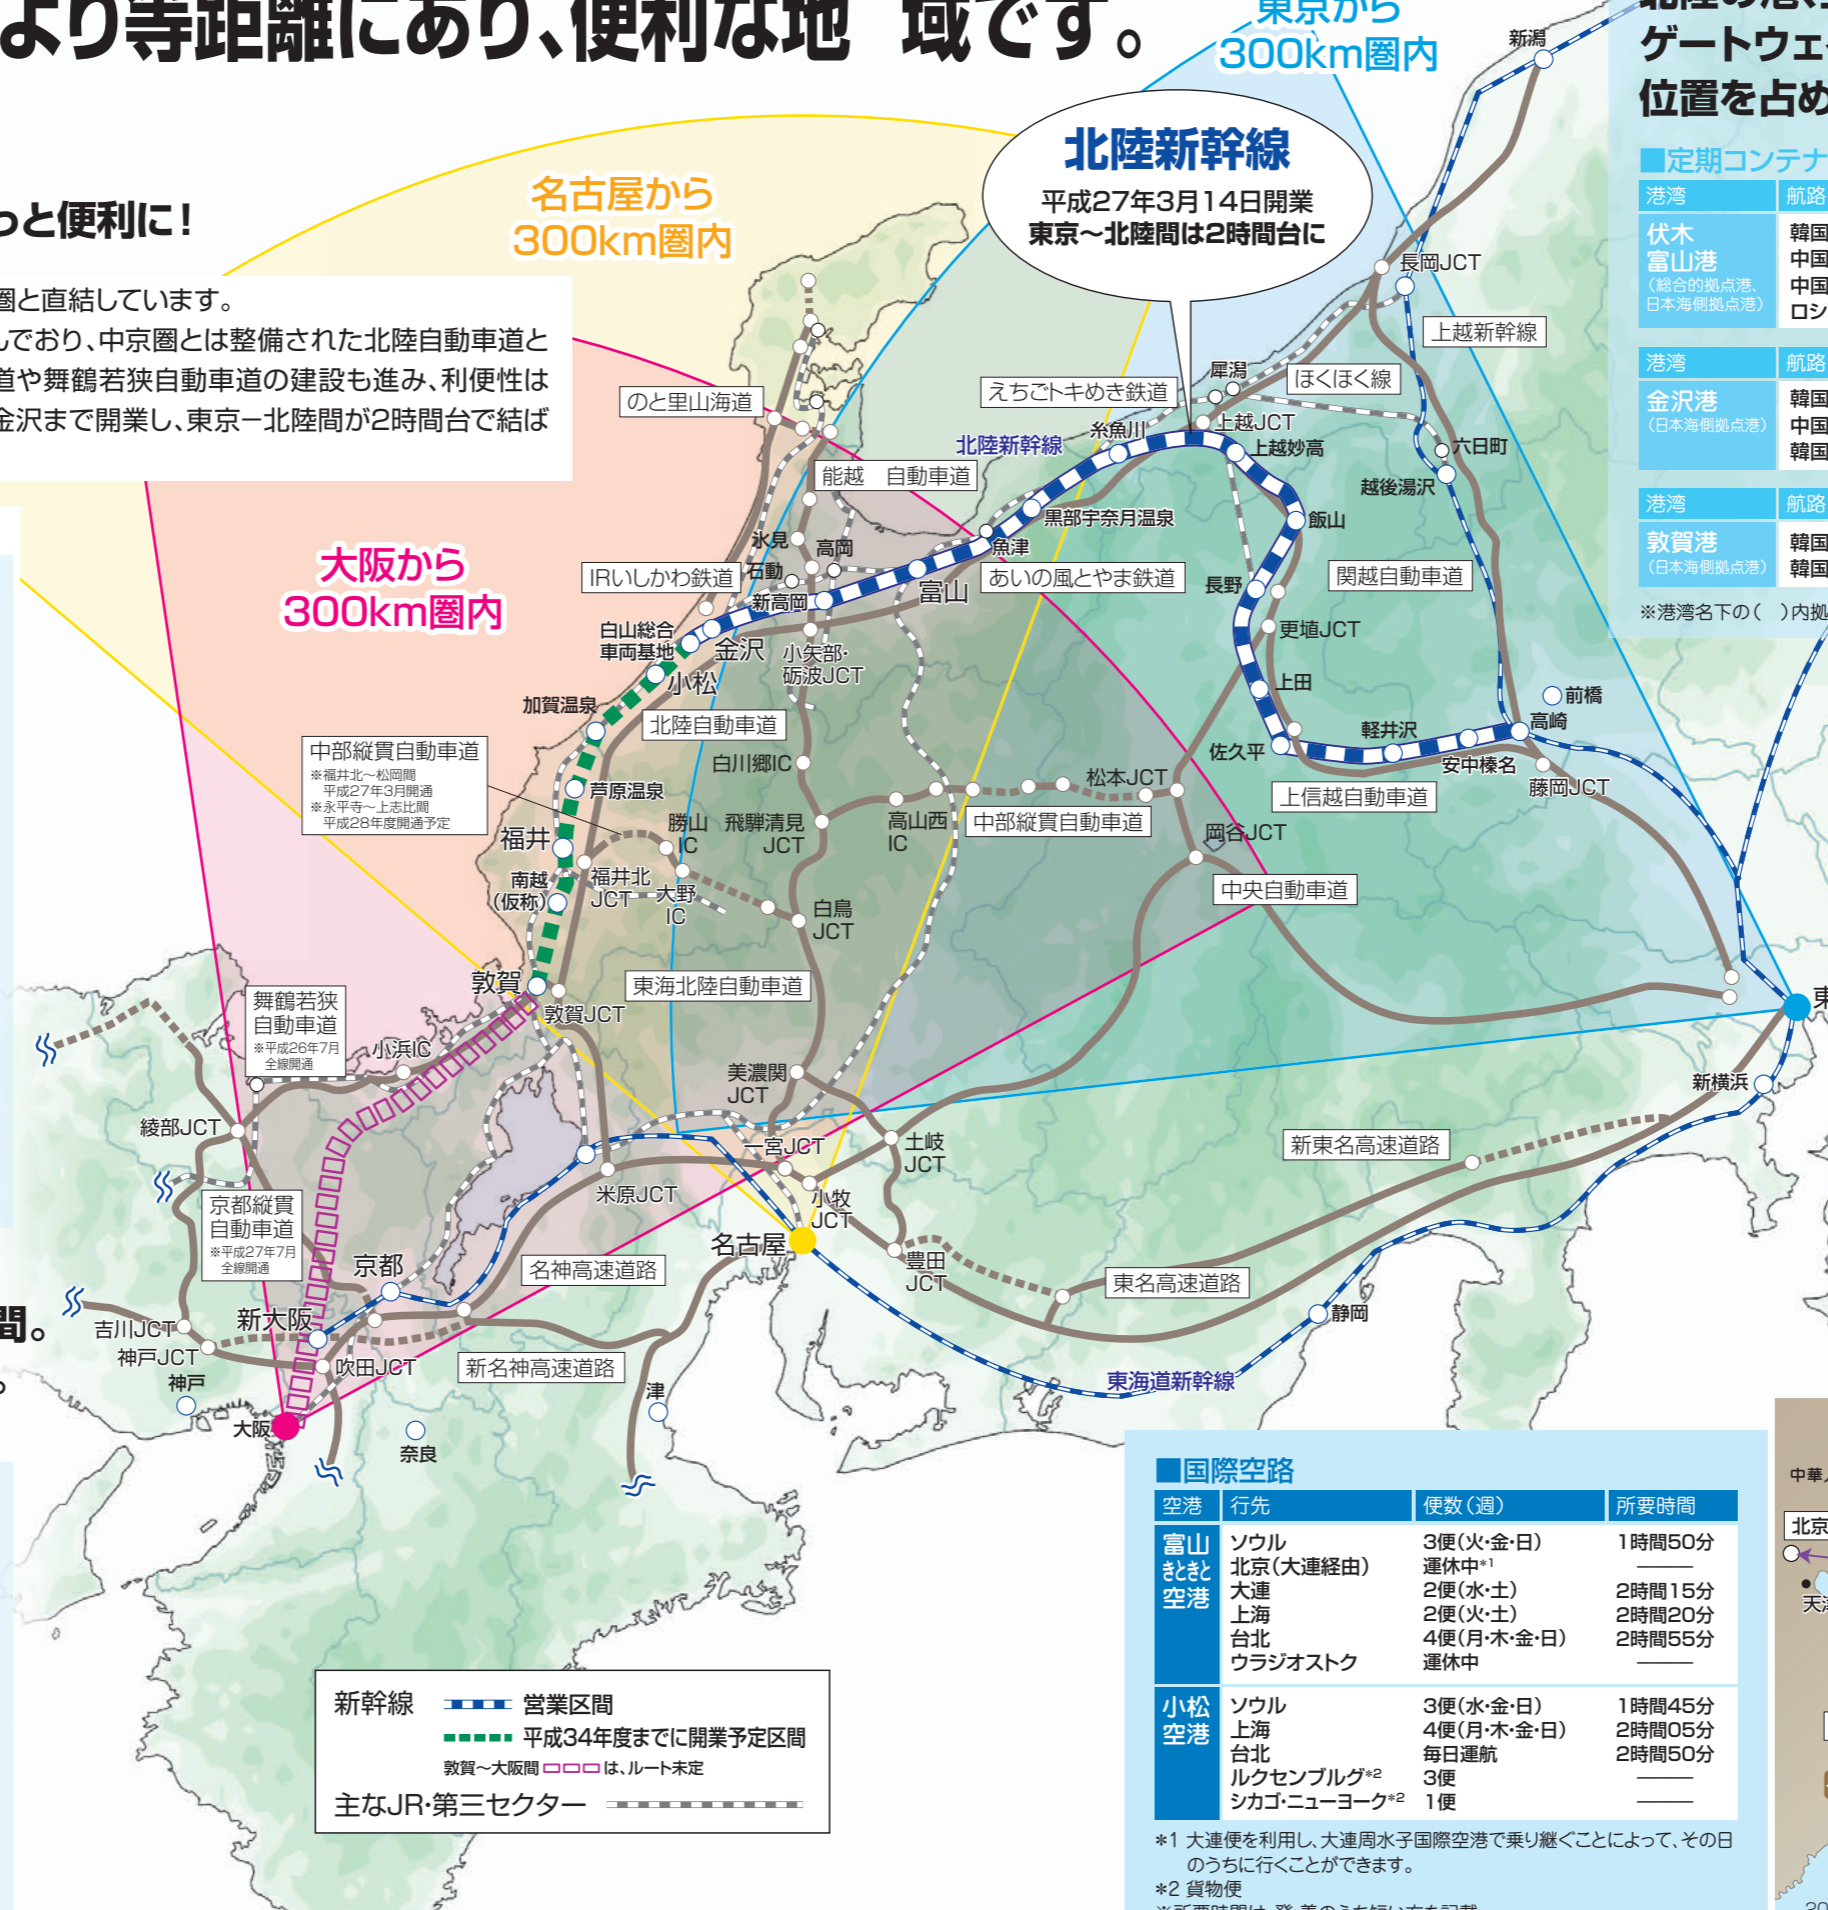 より等距離にあり、便利な地　域です。
っと便利に！
圏と直結しています。
んでおり、中京圏とは整備された北陸自動車道と
道や舞鶴若狭自動車道の建設も進み、利便性は
金沢まで開業し、東京－北陸間が2時間台で結ば
東京から
300km圏内
名古屋から
300km圏内
大阪から
300km圏内
北陸新幹線
平成27年3月14日開業
東京〜北陸間は2時間台に
新潟
長岡JCT
上越新幹線
犀潟
ほくほく線
えちごトキめき鉄道
上越JCT
糸魚川
北陸新幹線
上越妙高
六日町
越後湯沢
のと里山海道
能越　自動車道
黒部宇奈月温泉
飯山
氷見
高岡
魚津
IRいしかわ鉄道
石動
新高岡
富山
あいの風とやま鉄道
長野
関越自動車道
更埴JCT
白山総合
車両基地
金沢
小矢部・
砺波JCT
小松
上田
前橋
高崎
加賀温泉
北陸自動車道
軽井沢
佐久平
安中榛名
藤岡JCT
中部縦貫自動車道
※福井北〜松岡間
平成27年3月開通
※永平寺〜上志比間
平成28年度開通予定
白川郷IC
松本JCT
芦原温泉
上信越自動車道
福井
勝山
IC
飛騨清見
JCT
高山西
IC
中部縦貫自動車道
岡谷JCT
南越
（仮称）
福井北
JCT
大野
IC
白鳥
JCT
中央自動車道
敦賀
東海北陸自動車道
舞鶴若狭
自動車道
※平成26年7月
全線開通
敦賀JCT
小浜IC
東
美濃関
JCT
新横浜
綾部JCT
一宮JCT
土岐
JCT
新東名高速道路
米原JCT
小牧
JCT
京都縦貫
自動車道
※平成27年7月
全線開通
名古屋
豊田
JCT
京都
名神高速道路
東名高速道路
間。
。
新大阪
吉川JCT
神戸JCT
静岡
吹田JCT
新名神高速道路
神戸
津
東海道新幹線
大阪
奈良
新幹線
営業区間
平成34年度までに開業予定区間
敦賀〜大阪間　は、ルート未定
主なJR・第三セクター
ゲートウェイ
位置を占め
■定期コンテナ
港湾　航路
伏木
富山港
（総合的拠点港、
日本海側拠点港）
韓国
中国
中国
ロシ
港湾　航路
金沢港
（日本海側拠点港）
韓国
中国
韓国
港湾　航路
敦賀港
（日本海側拠点港）
韓国
韓国
※港湾名下の（　）内拠
■国際空路
空港　行先　便数（週）　所要時間
富山
きときと
空港
ソウル　3便（火・金・日）　1時間50分
北京（大連経由）　運休中*1　——
大連　2便（水・土）　2時間15分
上海　2便（火・土）　2時間20分
台北　4便（月・木・金・日）　2時間55分
ウラジオストク　運休中　——
小松
空港
ソウル　3便（水・金・日）　1時間45分
上海　4便（月・木・金・日）　2時間05分
台北　毎日運航　2時間50分
ルクセンブルグ*2　3便　——
シカゴ・ニューヨーク*2　1便　——
*1 大連便を利用し、大連周水子国際空港で乗り継ぐことによって、その日
のうちに行くことができます。
*2 貨物便
中華
北京